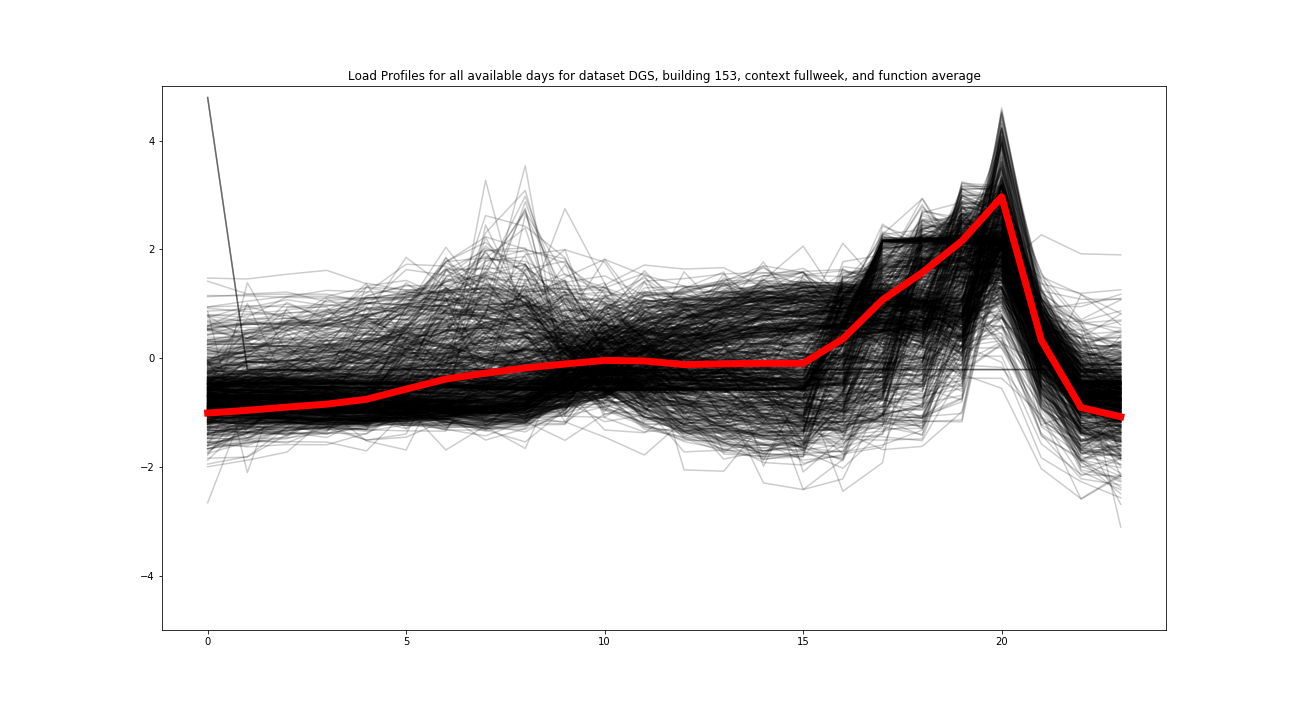 Load Profiles for all available days for dataset DGS, building 153, context fullweek, and function average
4
2
0
−2
−4
0 5 10 15 20